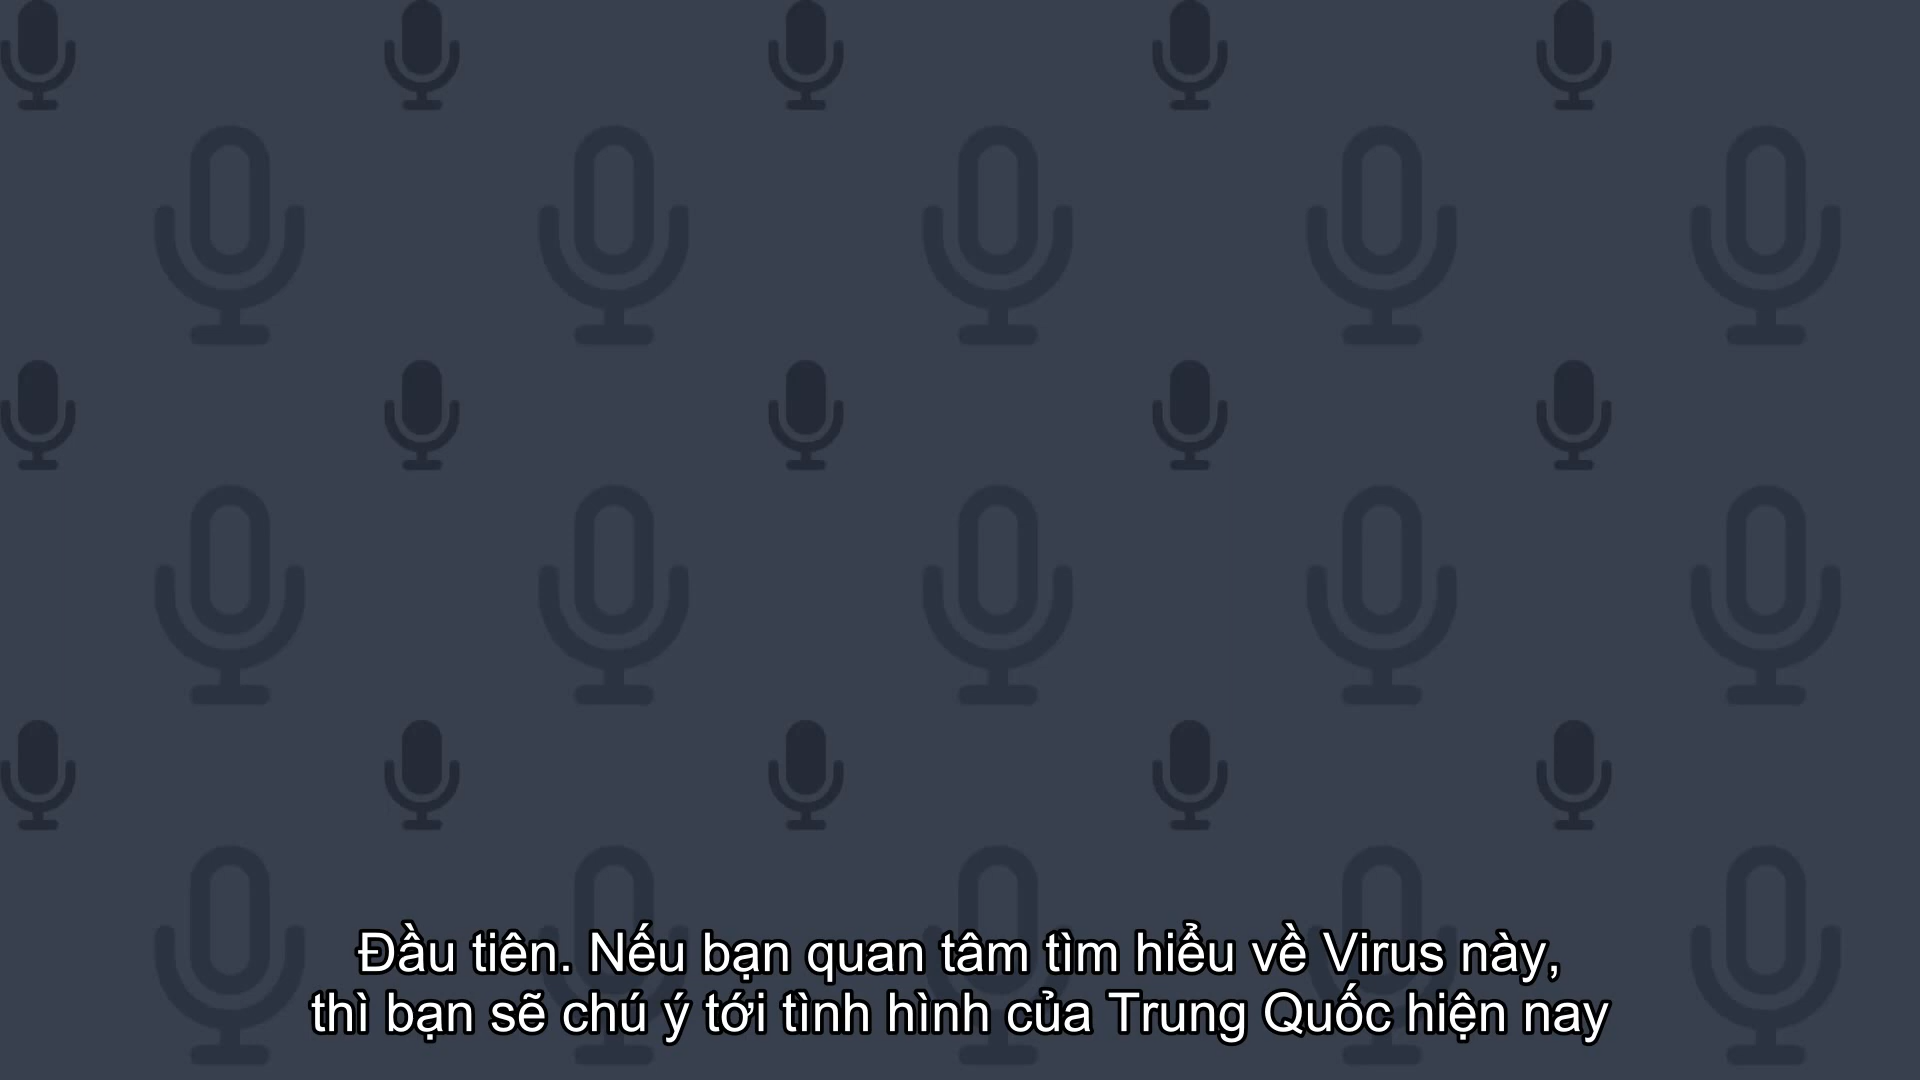 Đầu tiên. Nếu bạn quan tâm tìm hiểu về Virus này,
thì bạn sẽ chú ý tới tình hình của Trung Quốc hiện nay